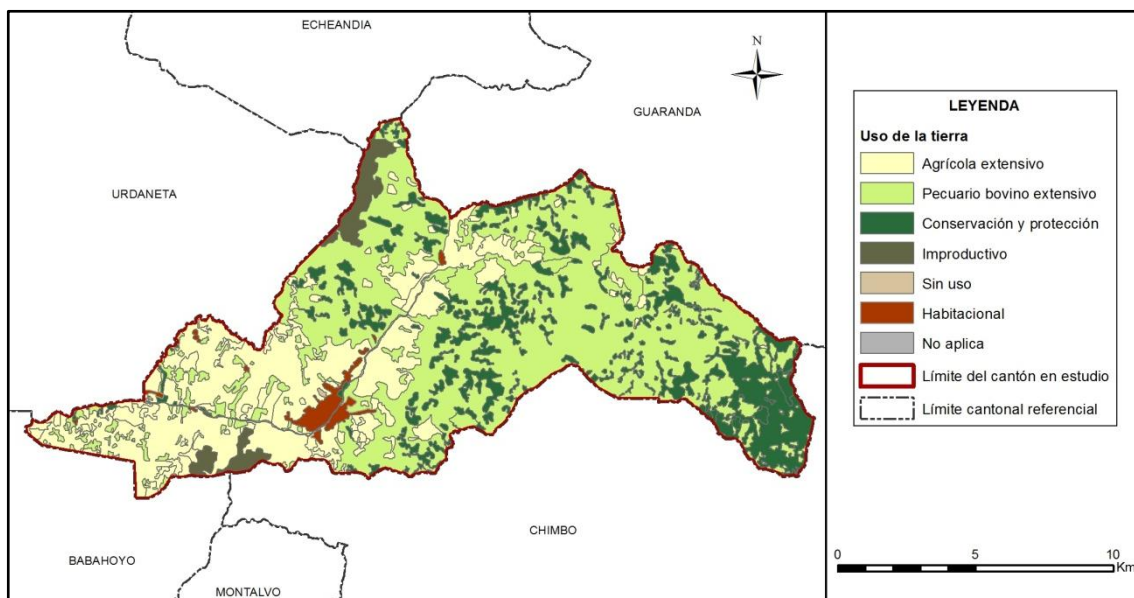 ECHEANDIA
N
GUARANDA
URDANETA
CHIMBO
BABAHOYO
MONTALVO
LEYENDA
Uso de la tierra
Agrícola extensivo
Pecuario bovino extensivo
Conservación y protección
Improductivo
Sin uso
Habitacional
No aplica
Límite del cantón en estudio
Límite cantonal referencial
0 5 10
Km